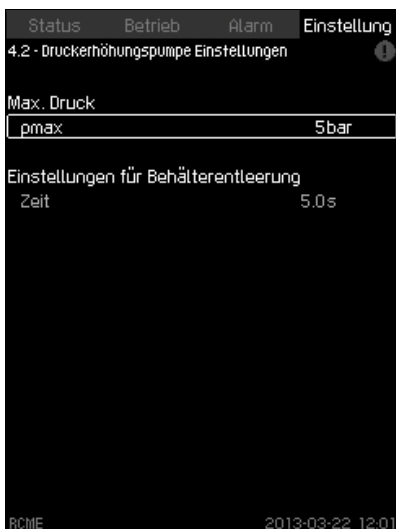 Status Betrieb Alarm Einstellung
4.2 - Druckerhöhungspumpe Einstellungen
Max. Druck
pmax 5bar
Einstellungen für Behälterentleerung
Zeit 5.0s
RCME 2013-03-22 12:01